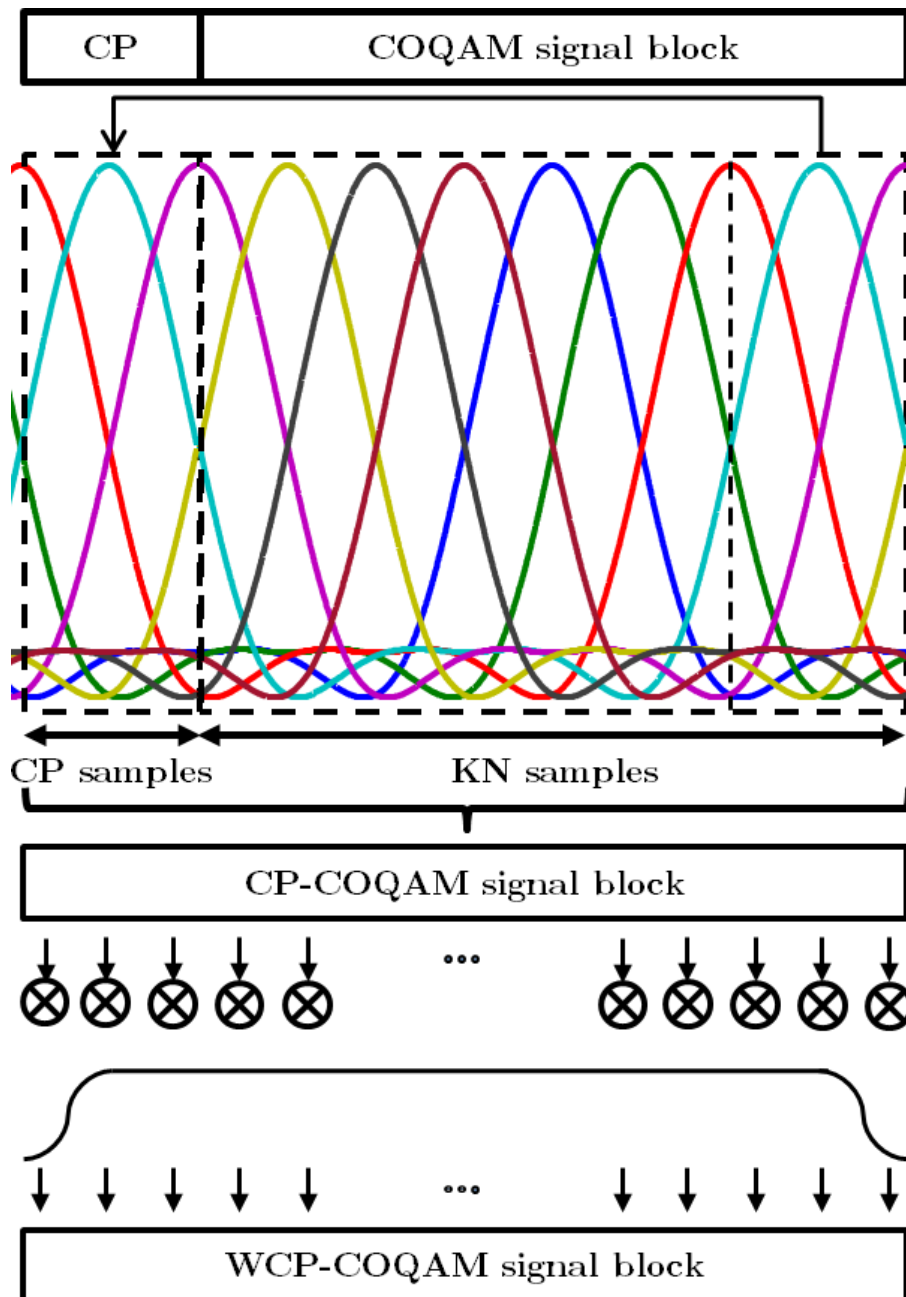 CP COQAM signal block
CP samples KN samples
CP-COQAM signal block
...
...
WCP-COQAM signal block